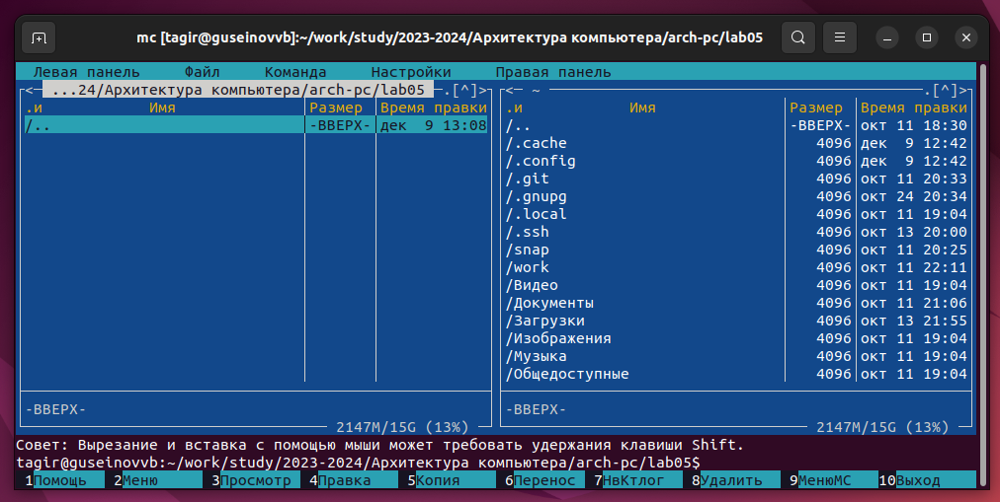 mc [tagir@guseinovvb]:~/work/study/2023-2024/Архитектура компьютера/arch-pc/lab05
Левая панель Файл Команда Настройки Правая панель
<─ ...24/Архитектура компьютера/arch-pc/lab05 ─.[^]>
.и Имя Размер Время правки
/.. -ВВЕРХ- дек 9 13:08
-ВВЕРХ-
2147M/15G (13%)
<─ ~ ─.[^]>
.и Имя Размер Время правки
/.. -ВВЕРХ- окт 11 18:30
/.cache 4096 дек 9 12:42
/.config 4096 дек 9 12:42
/.git 4096 окт 11 20:33
/.gnupg 4096 окт 24 20:34
/.local 4096 окт 11 19:04
/.ssh 4096 окт 13 20:00
/snap 4096 окт 11 20:25
/work 4096 окт 11 22:11
/Видео 4096 окт 11 19:04
/Документы 4096 окт 11 21:06
/Загрузки 4096 окт 13 21:55
/Изображения 4096 окт 11 19:04
/Музыка 4096 окт 11 19:04
/Общедоступные 4096 окт 11 19:04
-ВВЕРХ-
2147M/15G (13%)
Совет: Вырезание и вставка с помощью мыши может требовать удержания клавиши Shift.
tagir@guseinovvb:~/work/study/2023-2024/Архитектура компьютера/arch-pc/lab05$
1Помощь 2Меню 3Просмотр 4Правка 5Копия 6Перенос 7НвКтлог 8Удалить 9МенюМС 10Выход